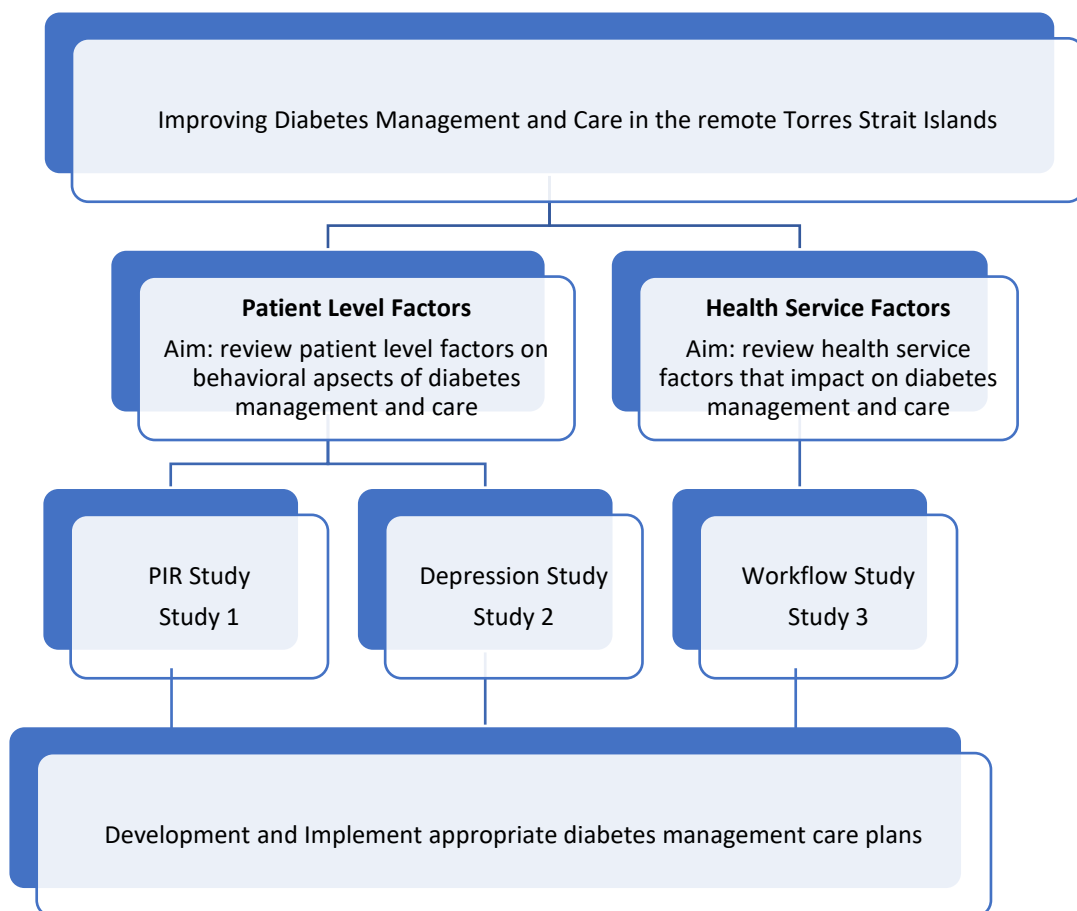 Improving Diabetes Management and Care in the remote Torres Strait Islands
Patient Level Factors
Aim: review patient level factors on
behavioral apsects of diabetes
management and care
Health Service Factors
Aim: review health service
factors that impact on diabetes
management and care
PIR Study
Study 1
Depression Study
Study 2
Workflow Study
Study 3
Development and Implement appropriate diabetes management care plans